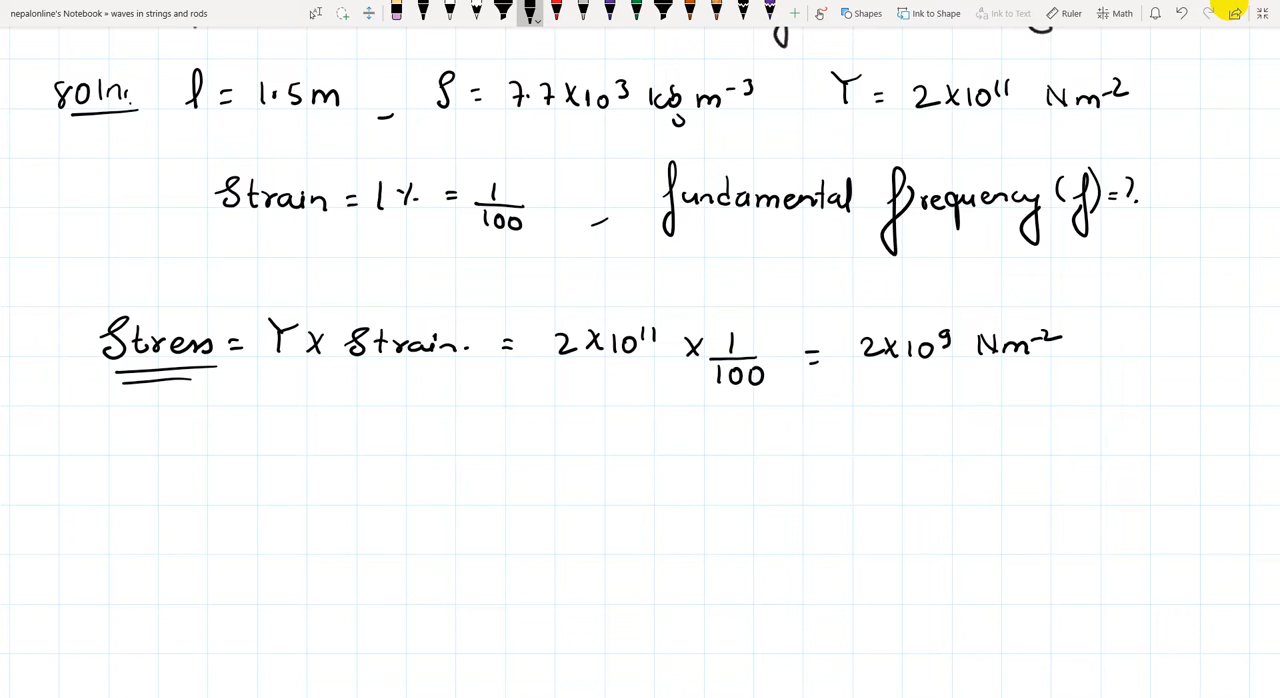 nepalonline's Notebook » waves in strings and rods Shapes Ink to Shape Ink to Text Ruler Math
soln. l = 1.5 m, ρ = 7.7×10³ kg m⁻³ Y = 2×10¹¹ Nm⁻²
Strain = 1% = 1/100, fundamental frequency (f) = ?
Stress = Y × Strain. = 2×10¹¹ × 1/100 = 2×10⁹ Nm⁻²